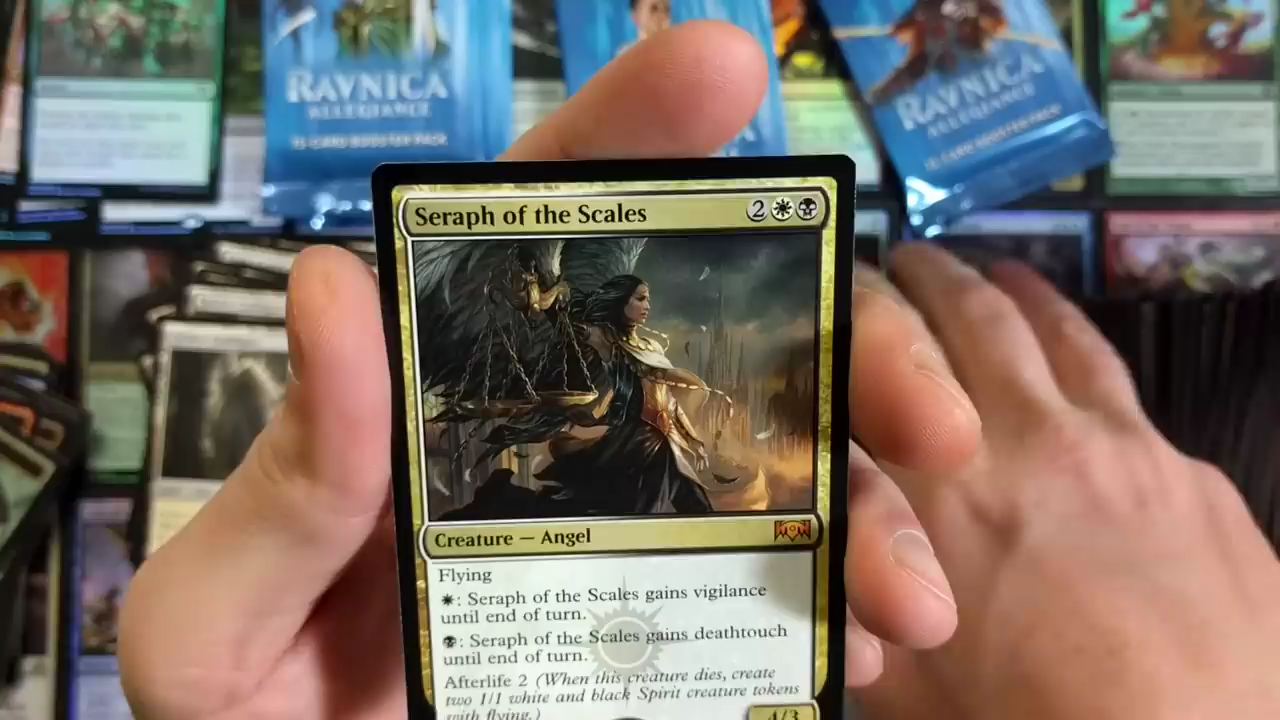 RAVNICA
ALLEGIANCE
15 CARD BOOSTER PACK
RAVNICA
ALLEGIANCE
15 CARD BOOSTER PACK
Seraph of the Scales 2
Creature — Angel
Flying
: Seraph of the Scales gains vigilance
until end of turn.
: Seraph of the Scales gains deathtouch
until end of turn.
Afterlife 2 (When this creature dies, create
two 1/1 white and black Spirit creature tokens
with flying.)
4/3